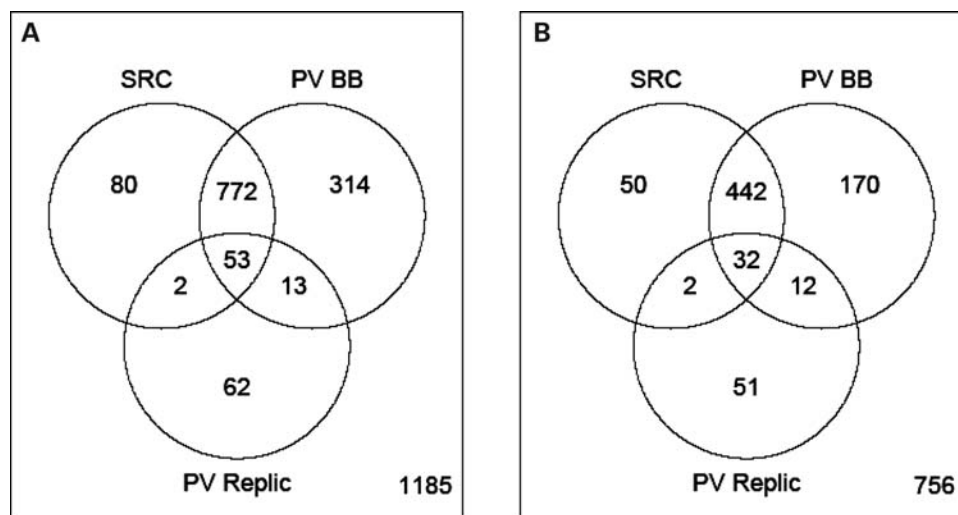 A
SRC PV BB
80 772 314
53
2 13
62
PV Replic 1185
B
SRC PV BB
50 442 170
32
2 12
51
PV Replic 756